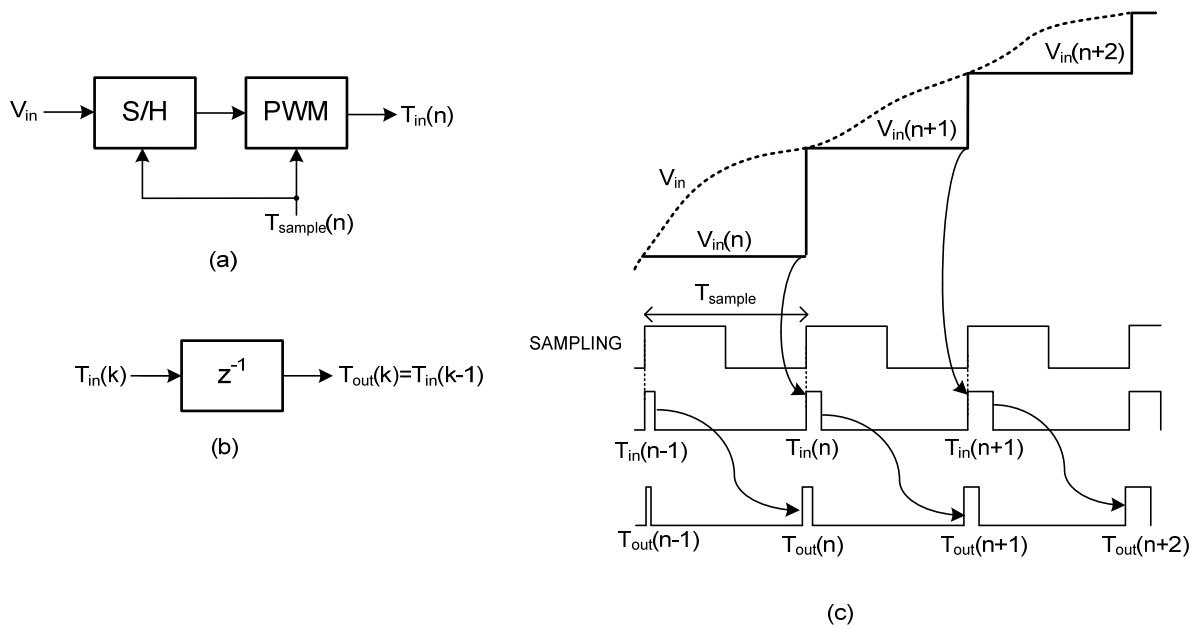 V_in
S/H
PWM
T_in(n)
T_sample(n)
(a)
T_in(k)
z^-1
T_out(k)=T_in(k-1)
(b)
V_in(n+2)
V_in(n+1)
V_in
V_in(n)
T_sample
SAMPLING
T_in(n-1) T_in(n) T_in(n+1)
T_out(n-1) T_out(n) T_out(n+1) T_out(n+2)
(c)